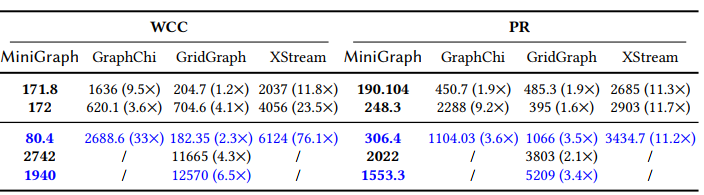 WCC PR
MiniGraph GraphChi GridGraph XStream MiniGraph GraphChi GridGraph XStream
171.8 1636 (9.5×) 204.7 (1.2×) 2037 (11.8×) 190.104 450.7 (1.9×) 485.3 (1.9×) 2685 (11.3×)
172 620.1 (3.6×) 704.6 (4.1×) 4056 (23.5×) 248.3 2288 (9.2×) 395 (1.6×) 2903 (11.7×)
80.4 2688.6 (33×) 182.35 (2.3×) 6124 (76.1×) 306.4 1104.03 (3.6×) 1066 (3.5×) 3434.7 (11.2×)
2742 / 11665 (4.3×) / 2022 / 3803 (2.1×) /
1940 / 12570 (6.5×) / 1553.3 / 5209 (3.4×) /